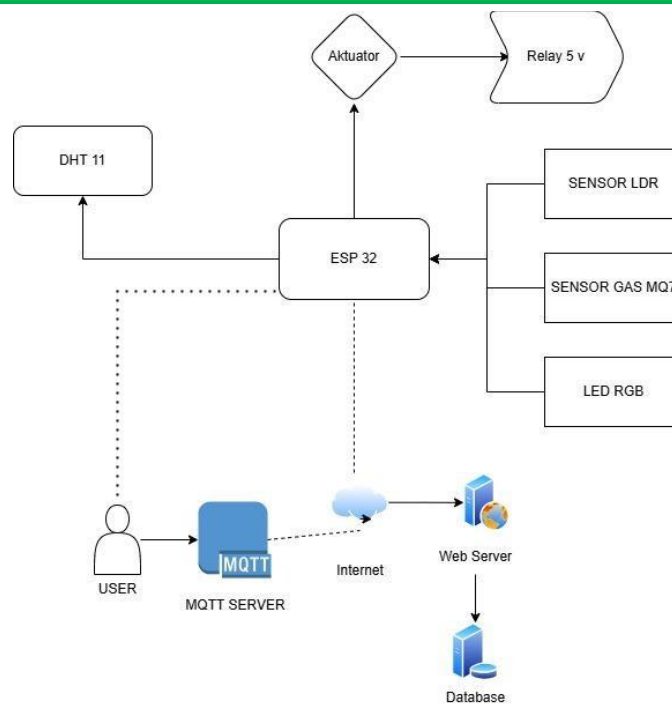 Aktuator
Relay 5 v
DHT 11
SENSOR LDR
ESP 32
SENSOR GAS MQ7
LED RGB
MQTT
USER
MQTT SERVER
Internet
Web Server
Database